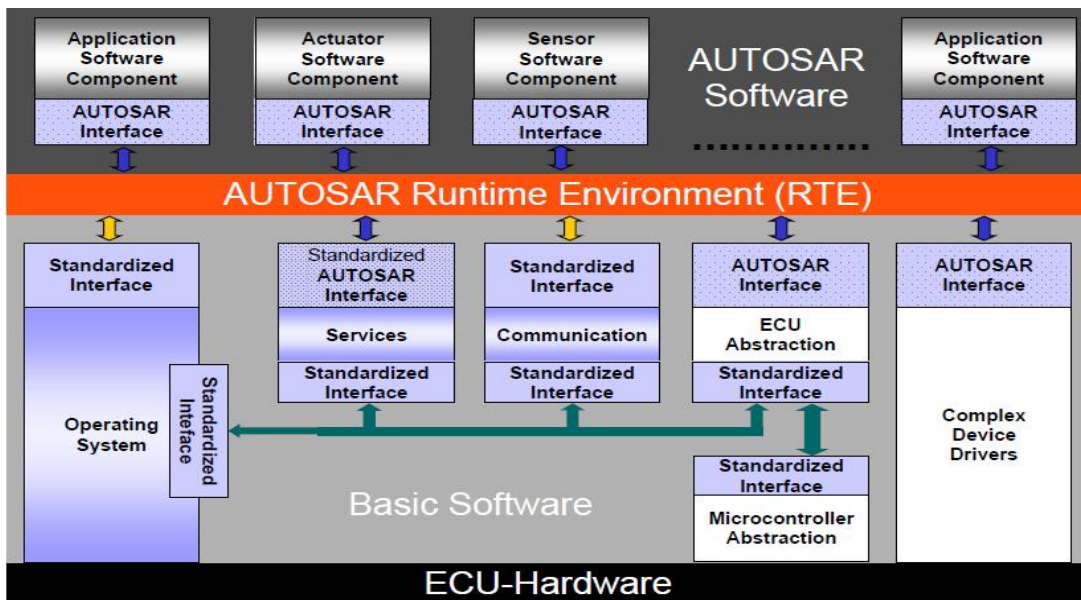 Application
Software
Component
AUTOSAR
Interface
Actuator
Software
Component
AUTOSAR
Interface
Sensor
Software
Component
AUTOSAR
Interface
AUTOSAR
Software
Application
Software
Component
AUTOSAR
Interface
AUTOSAR Runtime Environment (RTE)
Standardized
Interface
Operating
System
Standardized
Inteface
Standardized
AUTOSAR
Interface
Services
Standardized
Interface
Standardized
Interface
Communication
Standardized
Interface
AUTOSAR
Interface
ECU
Abstraction
Standardized
Interface
Standardized
Interface
Microcontroller
Abstraction
AUTOSAR
Interface
Complex
Device
Drivers
Basic Software
ECU-Hardware